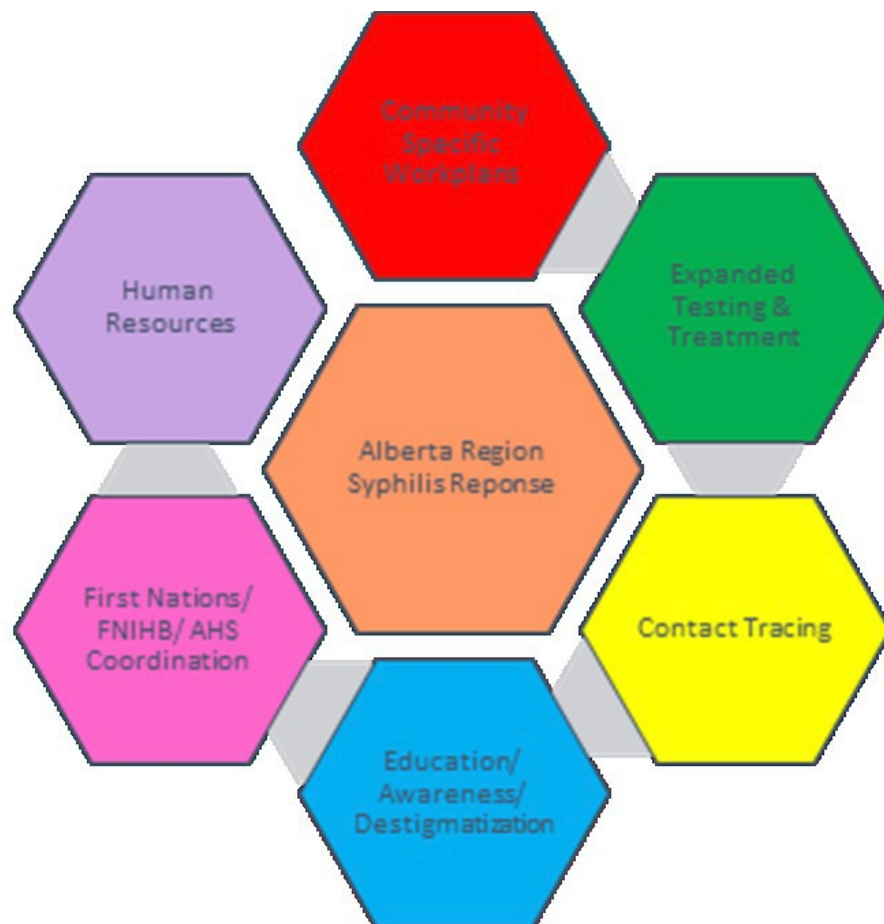 Community
Specific
Workplans
Expanded
Testing &
Treatment
Human
Resources
Alberta Region
Syphilis Reponse
First Nations/
FNIHB/ AHS
Coordination
Contact Tracing
Education/
Awareness/
Destigmatization